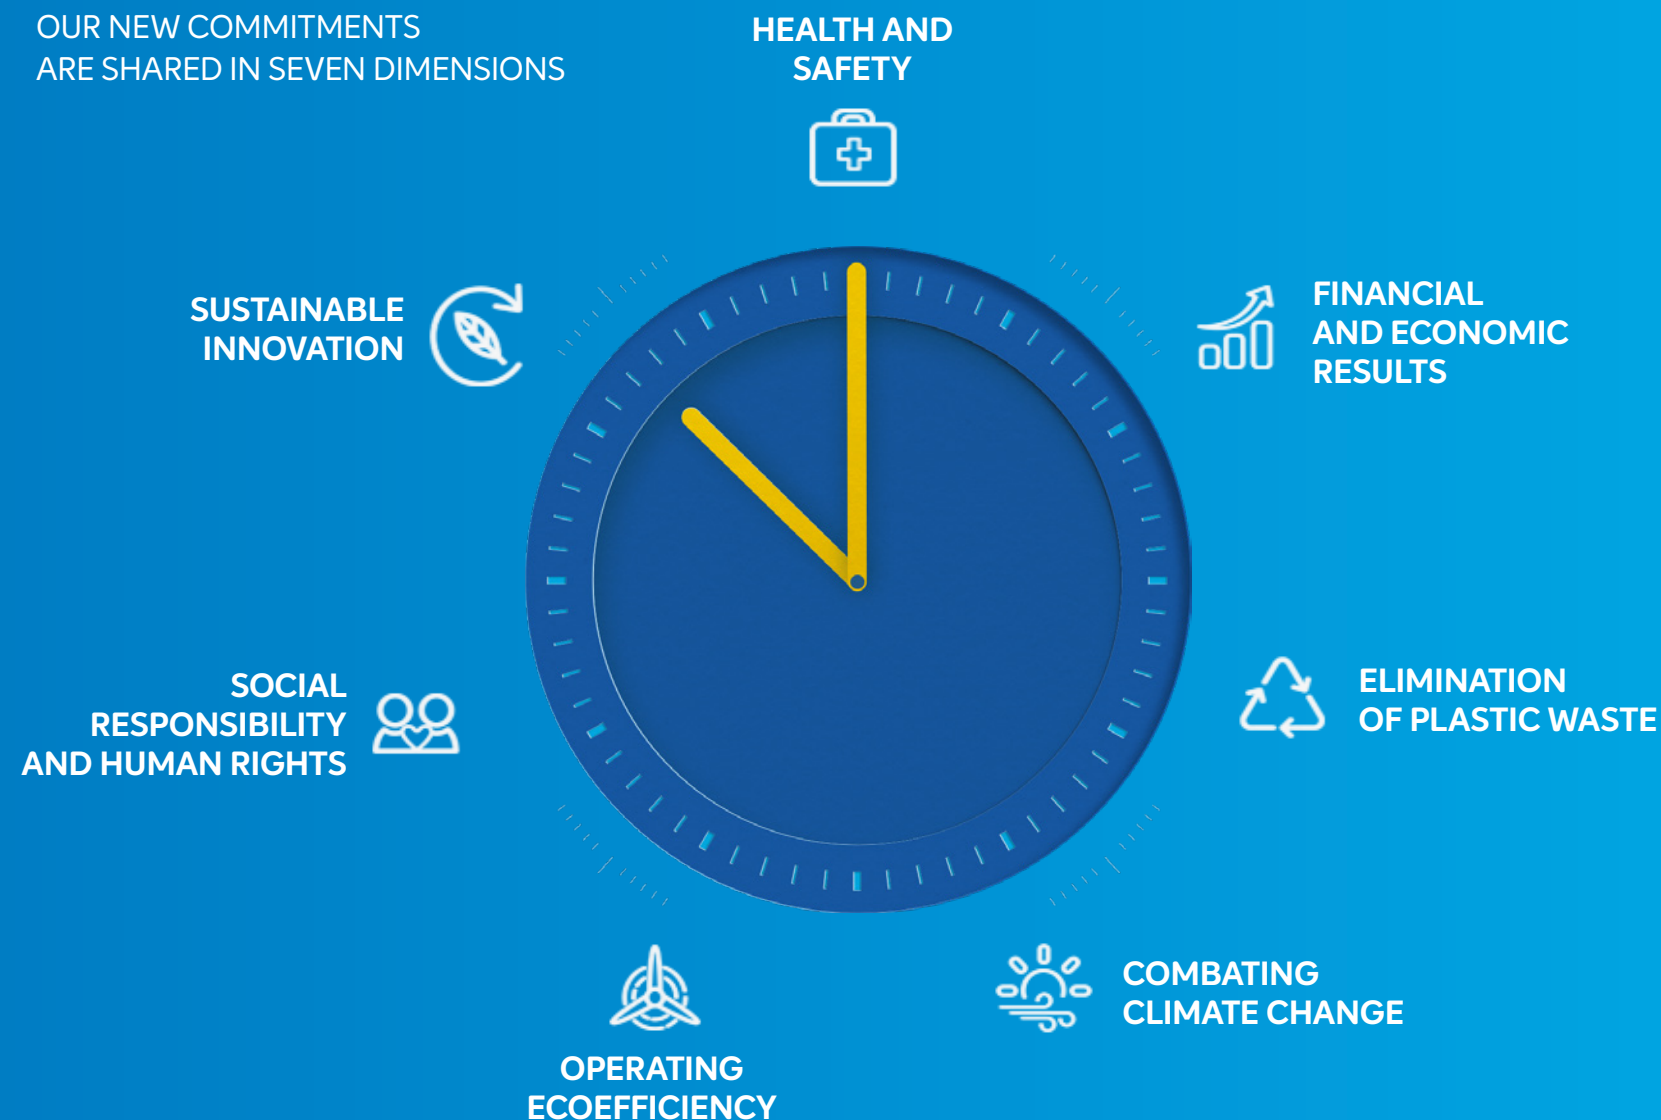 OUR NEW COMMITMENTS
ARE SHARED IN SEVEN DIMENSIONS
HEALTH AND
SAFETY
FINANCIAL
AND ECONOMIC
RESULTS
ELIMINATION
OF PLASTIC WASTE
COMBATING
CLIMATE CHANGE
OPERATING
ECOEFFICIENCY
SOCIAL
RESPONSIBILITY
AND HUMAN RIGHTS
SUSTAINABLE
INNOVATION